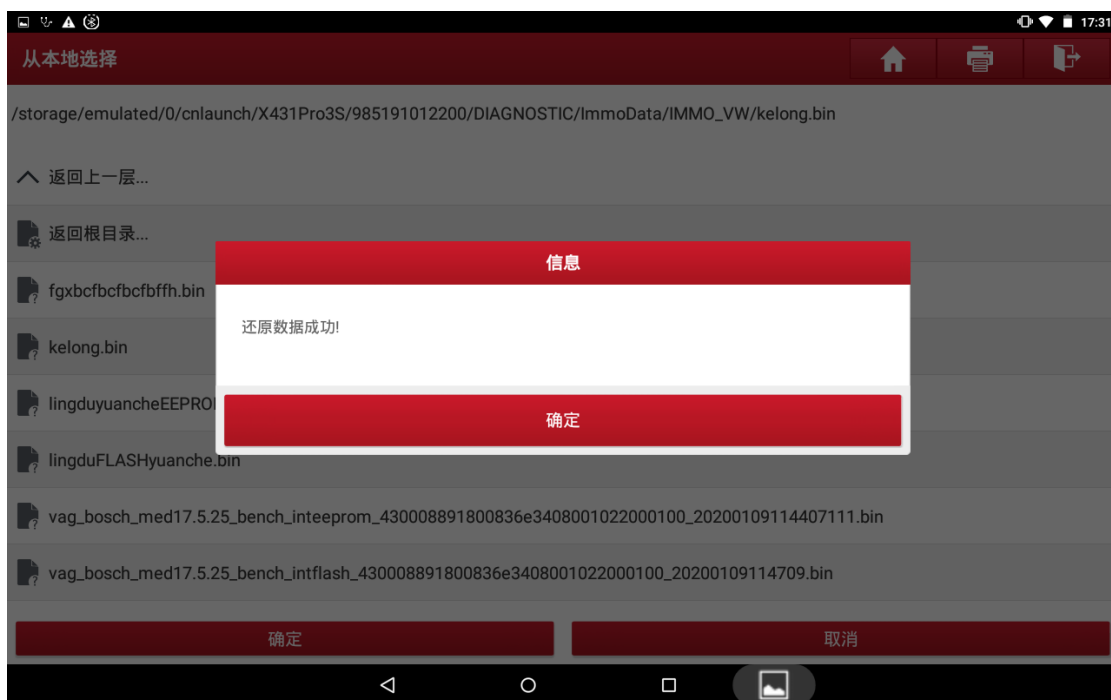 17:31
从本地选择
/storage/emulated/0/cnlaunch/X431Pro3S/985191012200/DIAGNOSTIC/ImmoData/IMMO_VW/kelong.bin
返回上一层...
返回根目录...
信息
fgxbcfbcfbcfbffh.bin
还原数据成功!
kelong.bin
lingduyuancheEEPRO
确定
lingduFLASHyuanche.bin
vag_bosch_med17.5.25_bench_inteeprom_430008891800836e3408001022000100_20200109114407111.bin
vag_bosch_med17.5.25_bench_intflash_430008891800836e3408001022000100_20200109114709.bin
确定 取消